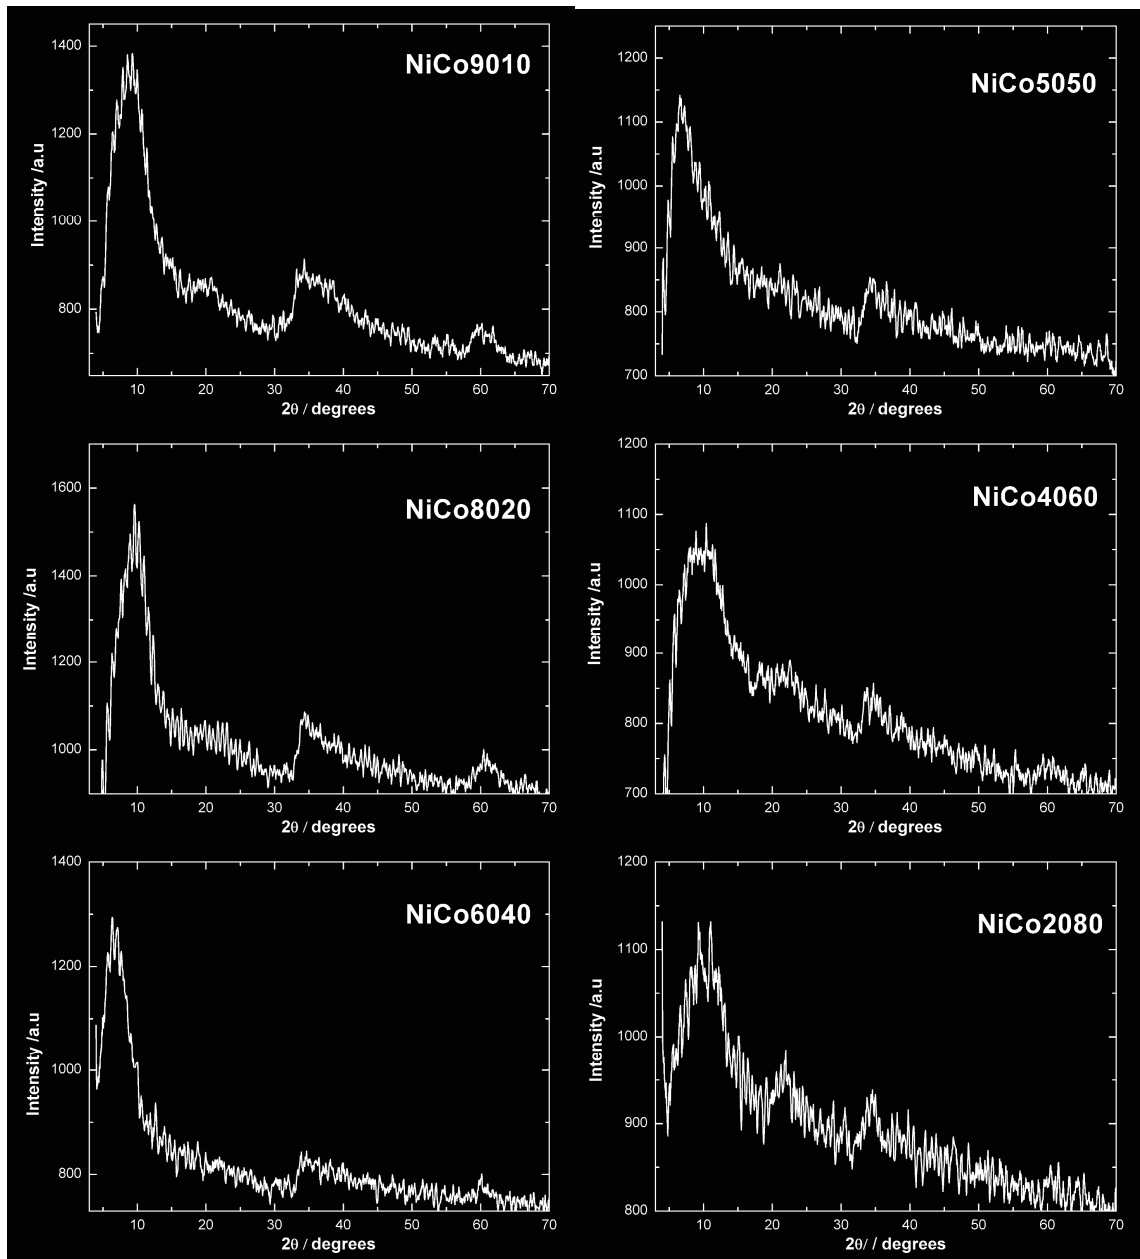 NiCo9010
1400
1200
1000
800
Intensity /a.u
10 20 30 40 50 60 70
2θ / degrees
NiCo5050
1200
1100
1000
900
800
700
Intensity /a.u
10 20 30 40 50 60 70
2θ / degrees
NiCo8020
1600
1400
1200
1000
Intensity /a.u
10 20 30 40 50 60 70
2θ / degrees
NiCo4060
1200
1100
1000
900
800
700
Intensity /a.u
10 20 30 40 50 60 70
2θ / degrees
NiCo6040
1400
1200
1000
800
Intensity /a.u
10 20 30 40 50 60 70
2θ / degrees
NiCo2080
1200
1100
1000
900
800
Intensity /a.u
10 20 30 40 50 60 70
2θ/ / degrees